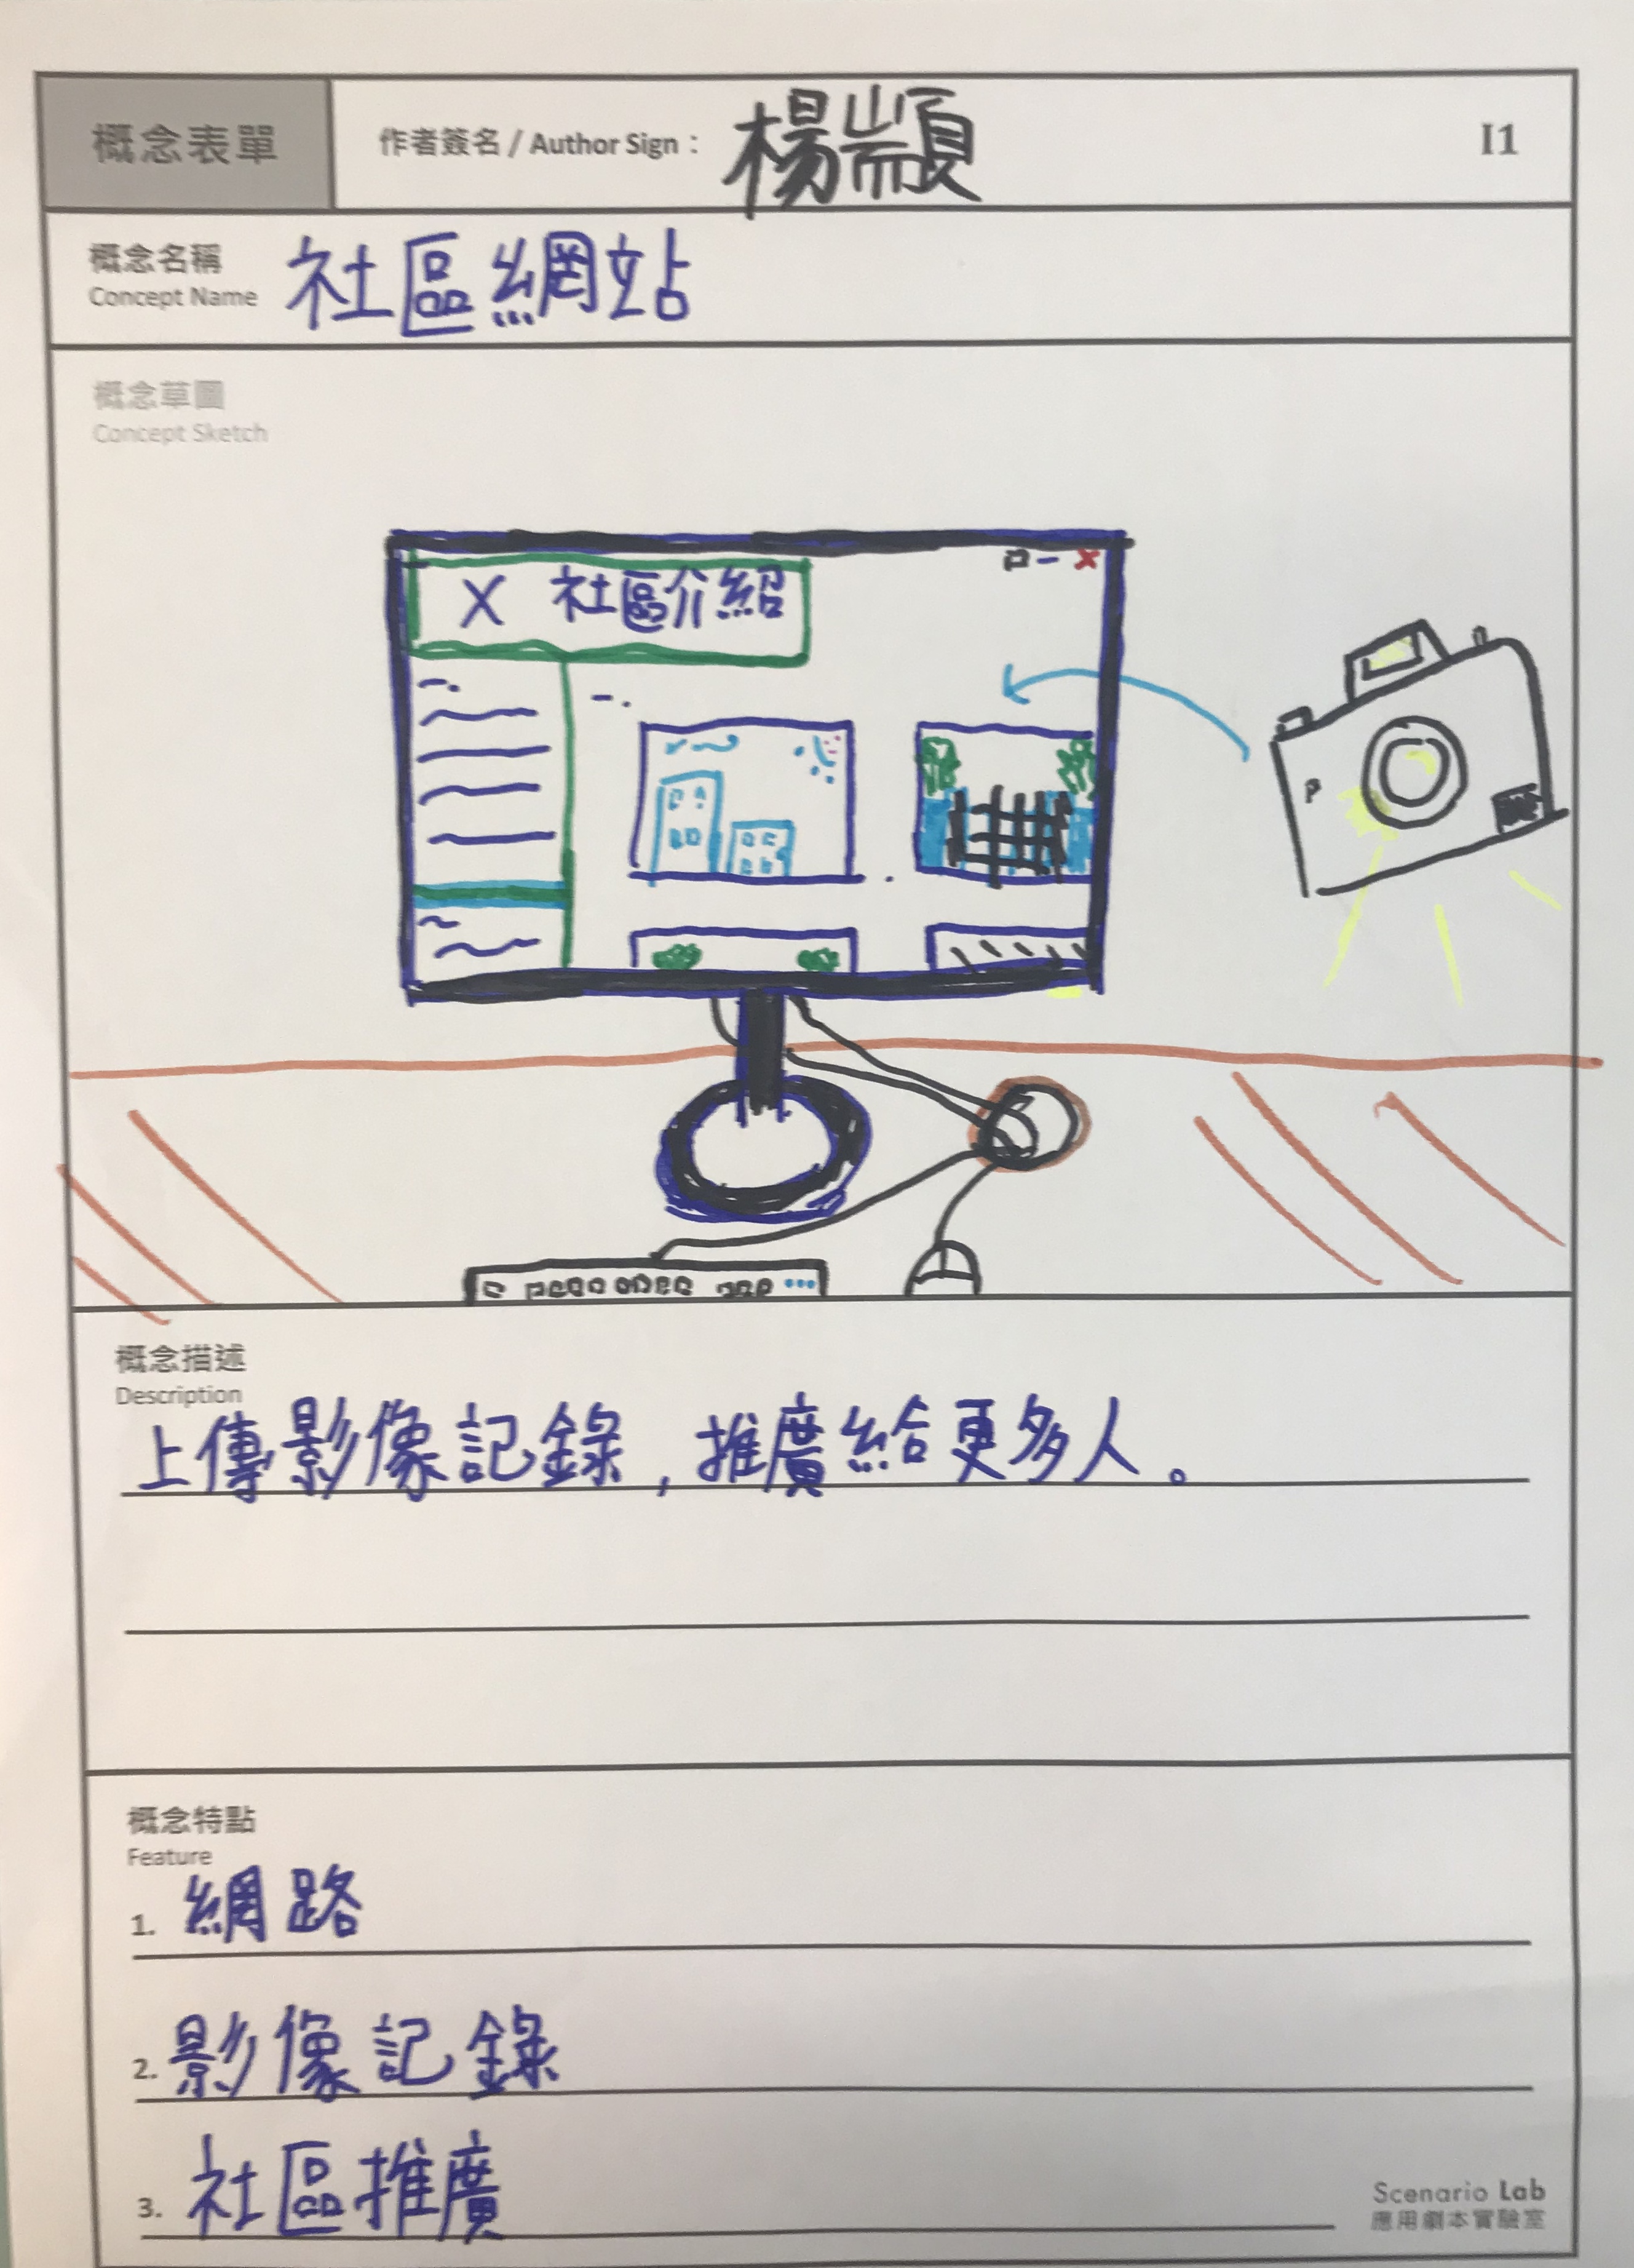 概念表單
作者簽名 / Author Sign：楊顓
I1
概念名稱 社區網站
Concept Name
概念草圖
Concept Sketch
X 社區介紹
概念描述
Description
上傳影像記錄，推廣給更多人。
概念特點
Feature
1. 網路
2. 影像記錄
3. 社區推廣
Scenario Lab
應用劇本實驗室